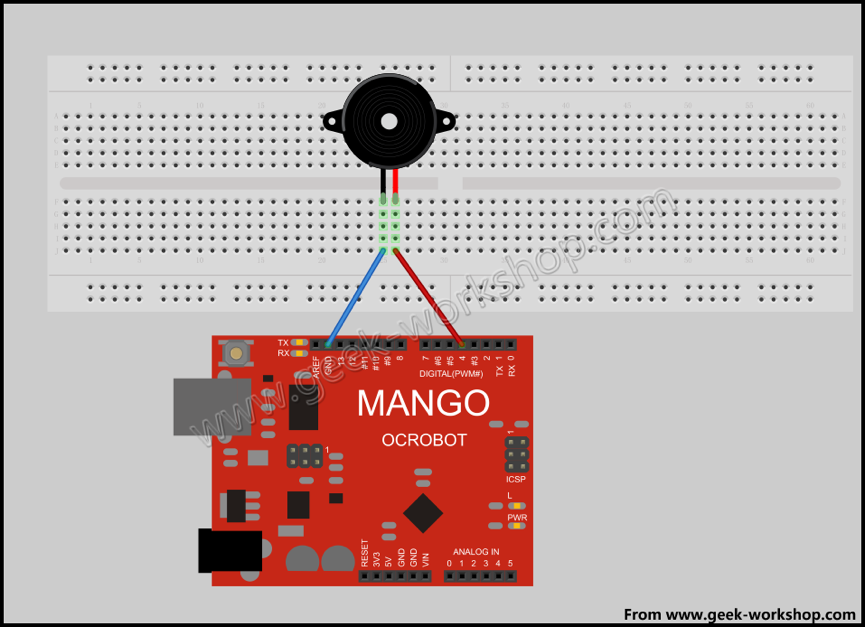 www.geek-workshop.com
TX
RX
AREF
GND
13
12
#11
#10
#9
8
7
#6
#5
4
#3
2
TX 1
RX 0
DIGITAL(PWM#)
MANGO
OCROBOT
1
1
ICSP
L
PWR
RESET
3V3
5V
GND
GND
VIN
ANALOG IN
0 1 2 3 4 5
From www.geek-workshop.com